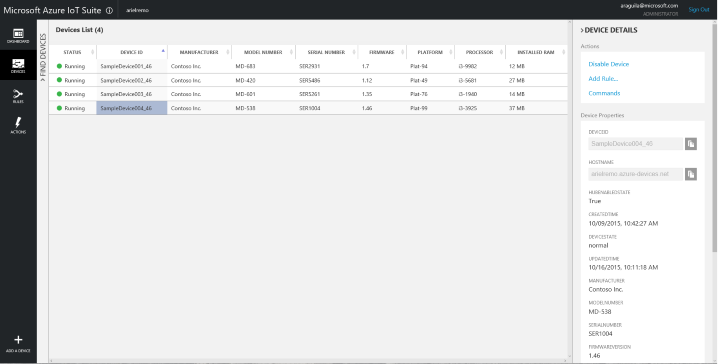 Microsoft Azure IoT Suite
arielremo
araguila@microsoft.com
ADMINISTRATOR
Sign Out
DASHBOARD
DEVICES
RULES
ACTIONS
ADD A DEVICE
> FIND DEVICES
Devices List (4)
STATUS DEVICE ID MANUFACTURER MODEL NUMBER SERIAL NUMBER FIRMWARE PLATFORM PROCESSOR INSTALLED RAM
Running SampleDevice001_46 Contoso Inc. MD-683 SER2931 1.7 Plat-94 i3-9982 12 MB
Running SampleDevice002_46 Contoso Inc. MD-420 SER5486 1.12 Plat-49 i3-5681 27 MB
Running SampleDevice003_46 Contoso Inc. MD-601 SER5261 1.35 Plat-76 i3-1940 14 MB
Running SampleDevice004_46 Contoso Inc. MD-538 SER1004 1.46 Plat-99 i3-3925 37 MB
> DEVICE DETAILS
Actions
Disable Device
Add Rule...
Commands
Device Properties
DEVICEID
SampleDevice004_46
HOSTNAME
arielremo.azure-devices.net
HUBENABLEDSTATE
True
CREATEDTIME
10/09/2015, 10:42:27 AM
DEVICESTATE
normal
UPDATEDTIME
10/16/2015, 10:11:18 AM
MANUFACTURER
Contoso Inc.
MODELNUMBER
MD-538
SERIALNUMBER
SER1004
FIRMWAREVERSION
1.46